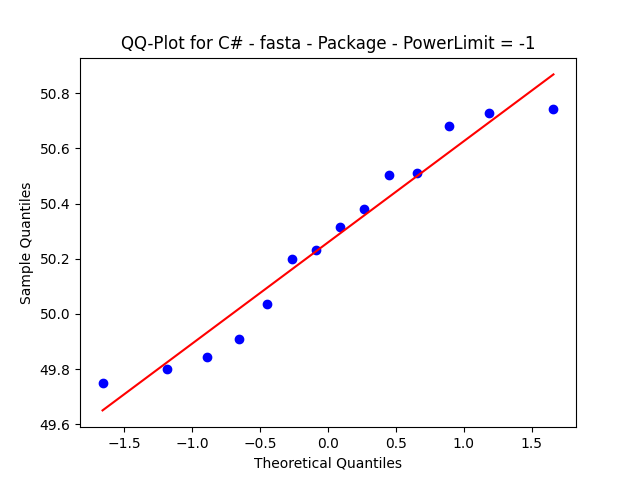 QQ-Plot for C# - fasta - Package - PowerLimit = -1
50.8
50.6
50.4
50.2
50.0
49.8
49.6
Sample Quantiles
−1.5 −1.0 −0.5 0.0 0.5 1.0 1.5
Theoretical Quantiles